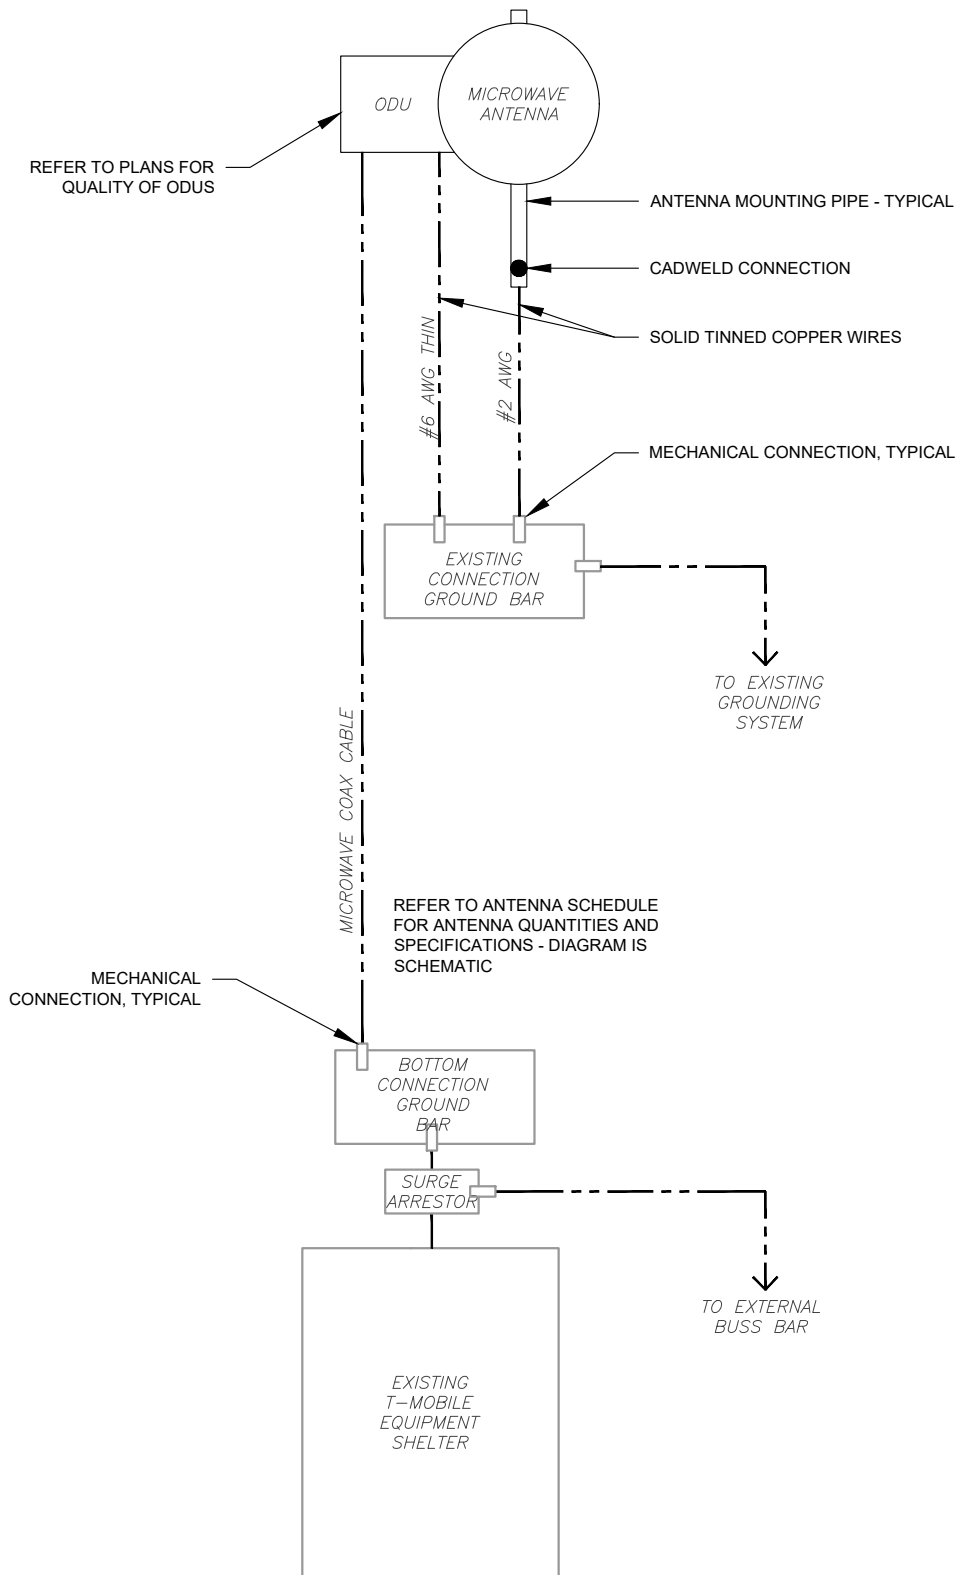 ODU
MICROWAVE
ANTENNA
REFER TO PLANS FOR
QUALITY OF ODUS
ANTENNA MOUNTING PIPE - TYPICAL
CADWELD CONNECTION
SOLID TINNED COPPER WIRES
#6 AWG THIN
#2 AWG
MECHANICAL CONNECTION, TYPICAL
EXISTING
CONNECTION
GROUND BAR
TO EXISTING
GROUNDING
SYSTEM
MICROWAVE COAX CABLE
REFER TO ANTENNA SCHEDULE
FOR ANTENNA QUANTITIES AND
SPECIFICATIONS - DIAGRAM IS
SCHEMATIC
MECHANICAL
CONNECTION, TYPICAL
BOTTOM
CONNECTION
GROUND
BAR
SURGE
ARRESTOR
TO EXTERNAL
BUSS BAR
EXISTING
T-MOBILE
EQUIPMENT
SHELTER